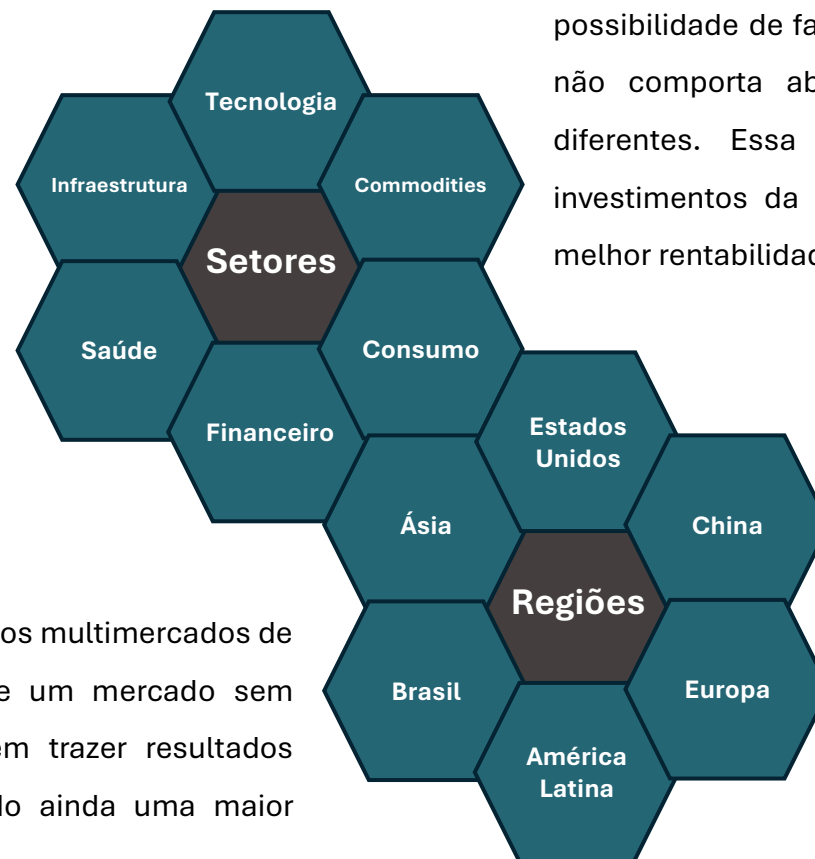 possibilidade de fa
não comporta ab
diferentes. Essa
investimentos da
melhor rentabilidad
Tecnologia
Infraestrutura
Commodities
Setores
Saúde
Consumo
Financeiro
Estados
Unidos
Ásia
China
Regiões
Brasil
Europa
América
Latina
os multimercados de
e um mercado sem
em trazer resultados
do ainda uma maior